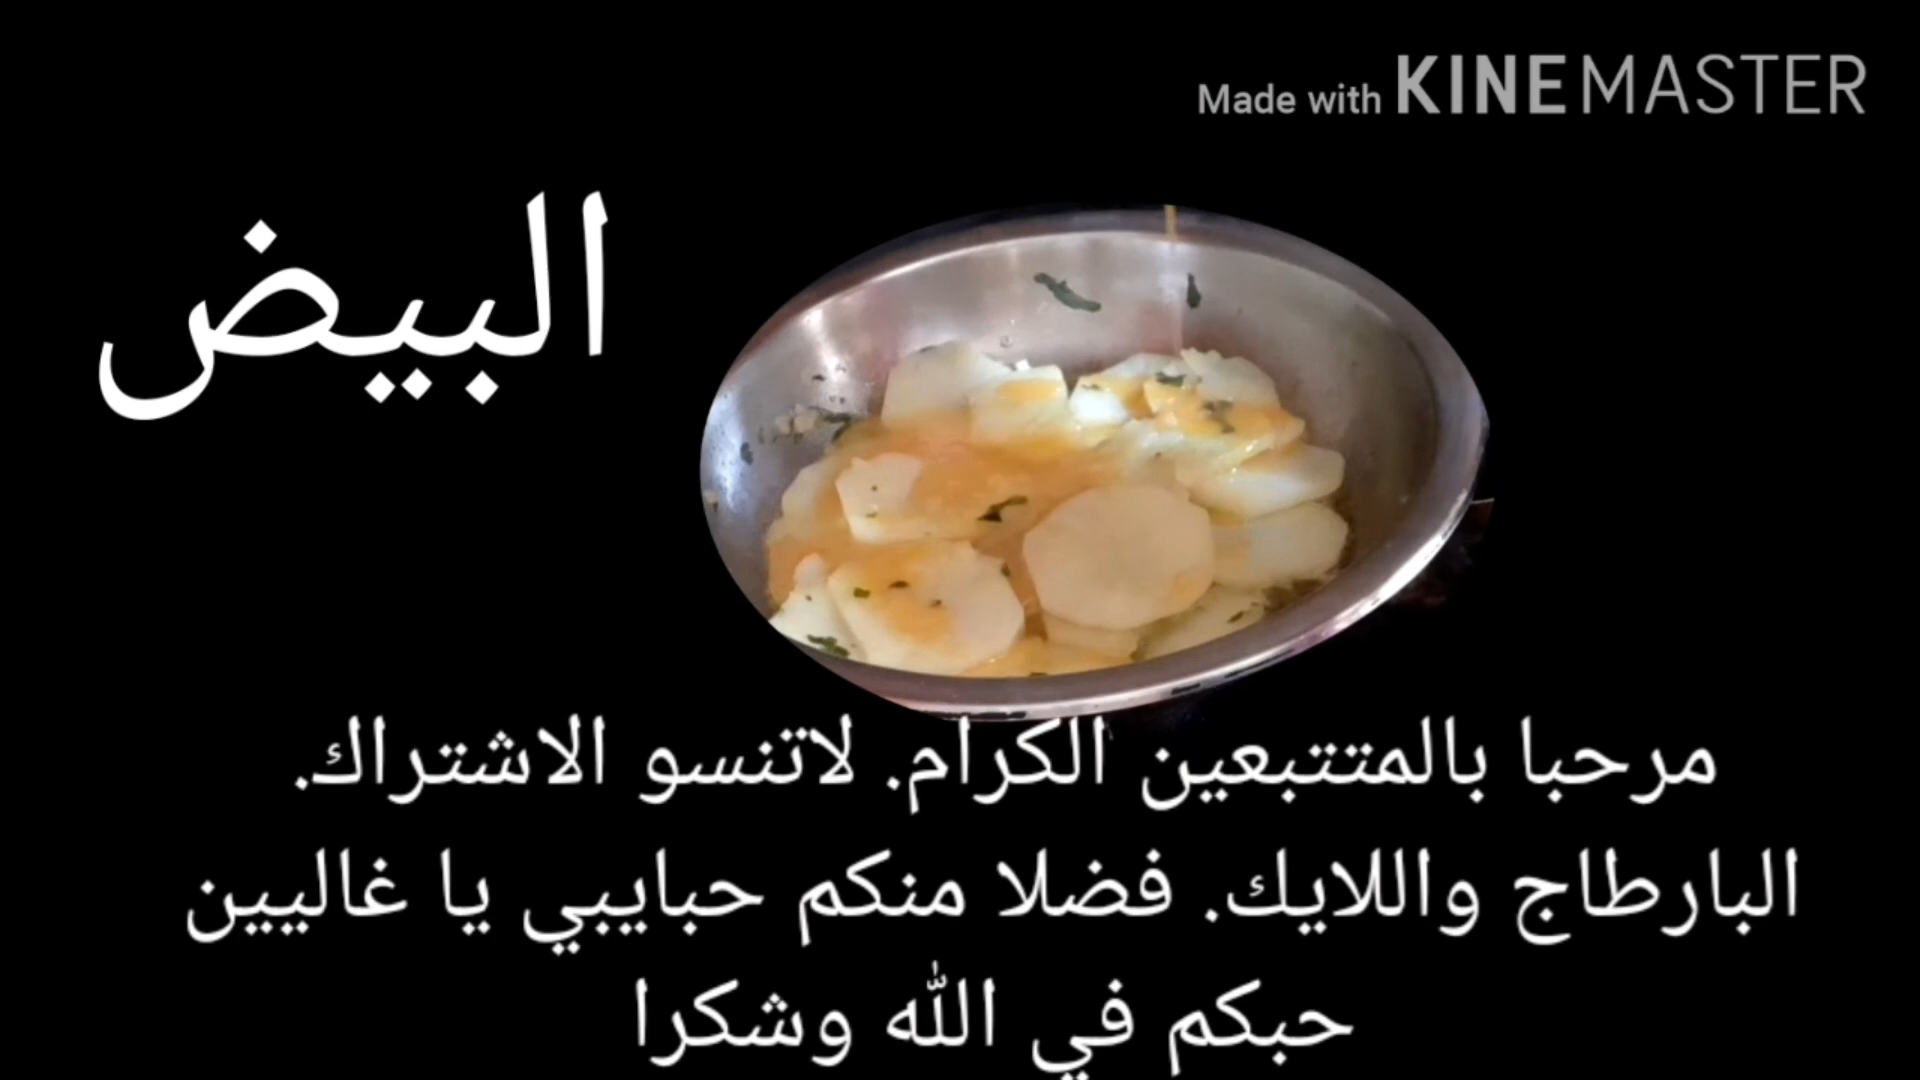 Made with KINEMASTER
البيض
مرحبا بالمتتبعين الكرام. لاتنسو الاشتراك.
البارطاج واللايك. فضلا منكم حبايبي يا غاليين
حبكم في الله وشكرا